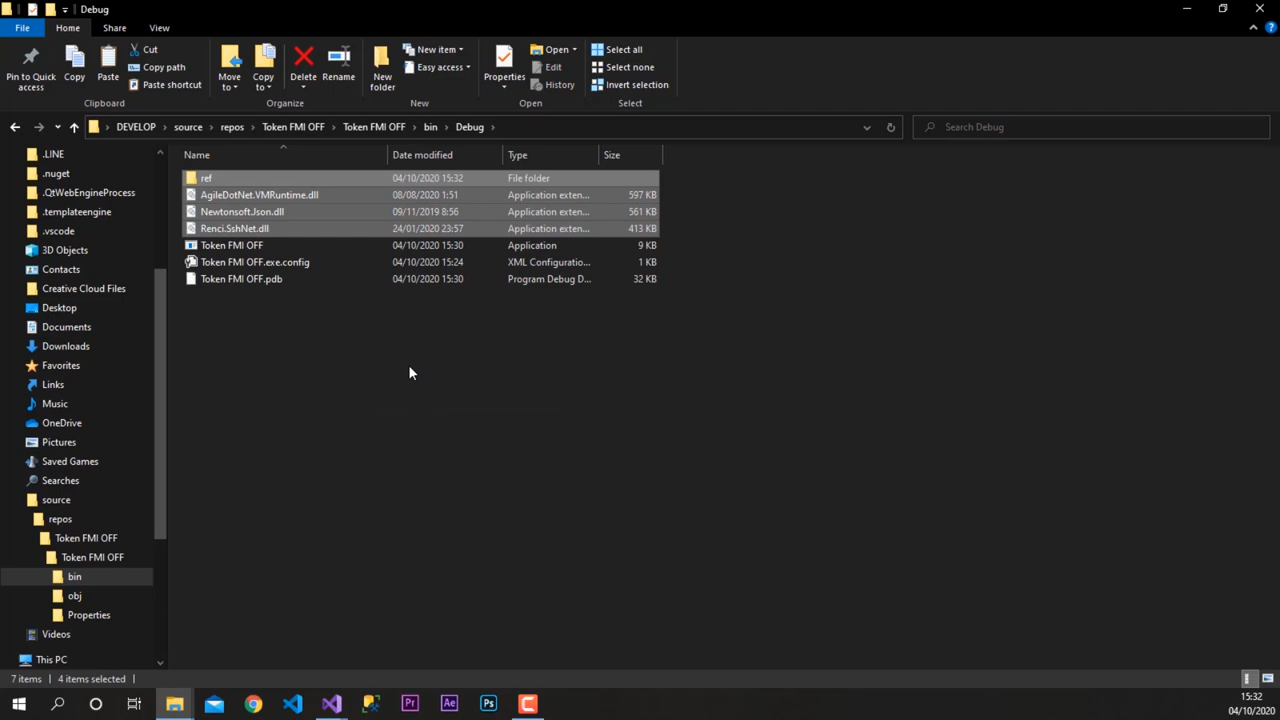 Debug
File Home Share View
Pin to Quick access
Copy
Paste
Cut
Copy path
Paste shortcut
Clipboard
Move to
Copy to
Delete
Rename
Organize
New folder
New item
Easy access
New
Properties
Open
Edit
History
Open
Select all
Select none
Invert selection
Select
DEVELOP › source › repos › Token FMI OFF › Token FMI OFF › bin › Debug ›
Search Debug
.LINE
.nuget
.QtWebEngineProcess
.templateengine
.vscode
3D Objects
Contacts
Creative Cloud Files
Desktop
Documents
Downloads
Favorites
Links
Music
OneDrive
Pictures
Saved Games
Searches
source
repos
Token FMI OFF
Token FMI OFF
bin
obj
Properties
Videos
This PC
Name Date modified Type Size
ref 04/10/2020 15:32 File folder
AgileDotNet.VMRuntime.dll 08/08/2020 1:51 Application exten... 597 KB
Newtonsoft.Json.dll 09/11/2019 8:56 Application exten... 561 KB
Renci.SshNet.dll 24/01/2020 23:57 Application exten... 413 KB
Token FMI OFF 04/10/2020 15:30 Application 9 KB
Token FMI OFF.exe.config 04/10/2020 15:24 XML Configuratio... 1 KB
Token FMI OFF.pdb 04/10/2020 15:30 Program Debug D... 32 KB
7 items 4 items selected
Pr Ae Ps
15:32
04/10/2020